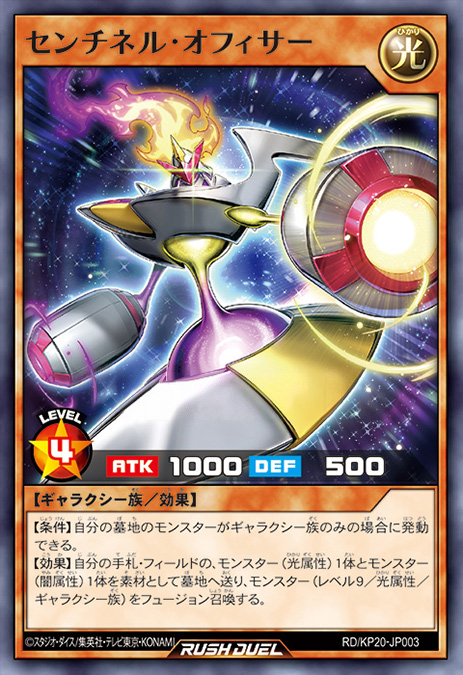 センチネル・オフィサー
ひかり
光
LEVEL
4
ATK 1000 DEF 500
【ギャラクシー族／効果】
【条件】自分の墓地のモンスターがギャラクシー族のみの場合に発動
できる。
【効果】自分の手札・フィールドの、モンスター（光属性）1体とモンスター
（闇属性）1体を素材として墓地へ送り、モンスター（レベル9／光属性／
ギャラクシー族）をフュージョン召喚する。
©スタジオ・ダイス/集英社・テレビ東京・KONAMI
RUSH DUEL
RD/KP20-JP003